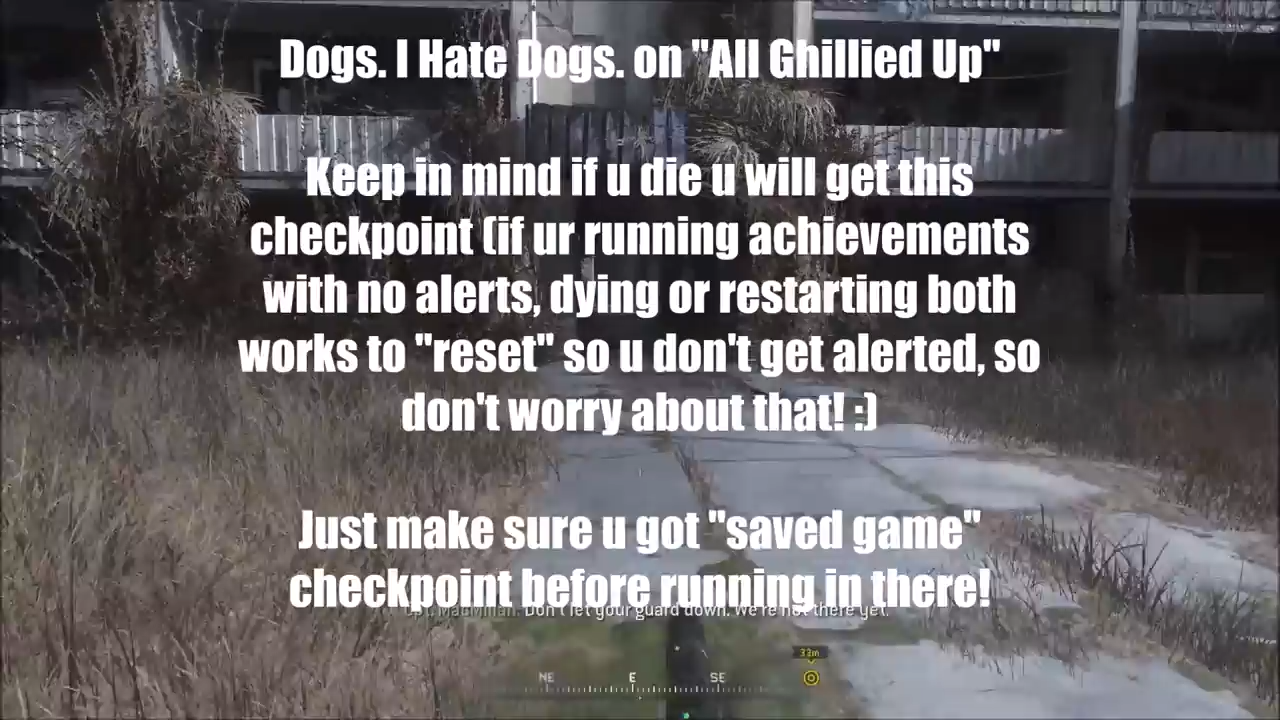 Dogs. I Hate Dogs. on "All Ghillied Up"
Keep in mind if u die u will get this
checkpoint (if ur running achievements
with no alerts, dying or restarting both
works to "reset" so u don't get alerted, so
don't worry about that! :)
Just make sure u got "saved game"
checkpoint before running in there!
Cpt. MacMillan: Don't let your guard down. We're not there yet.
33m
NE E SE